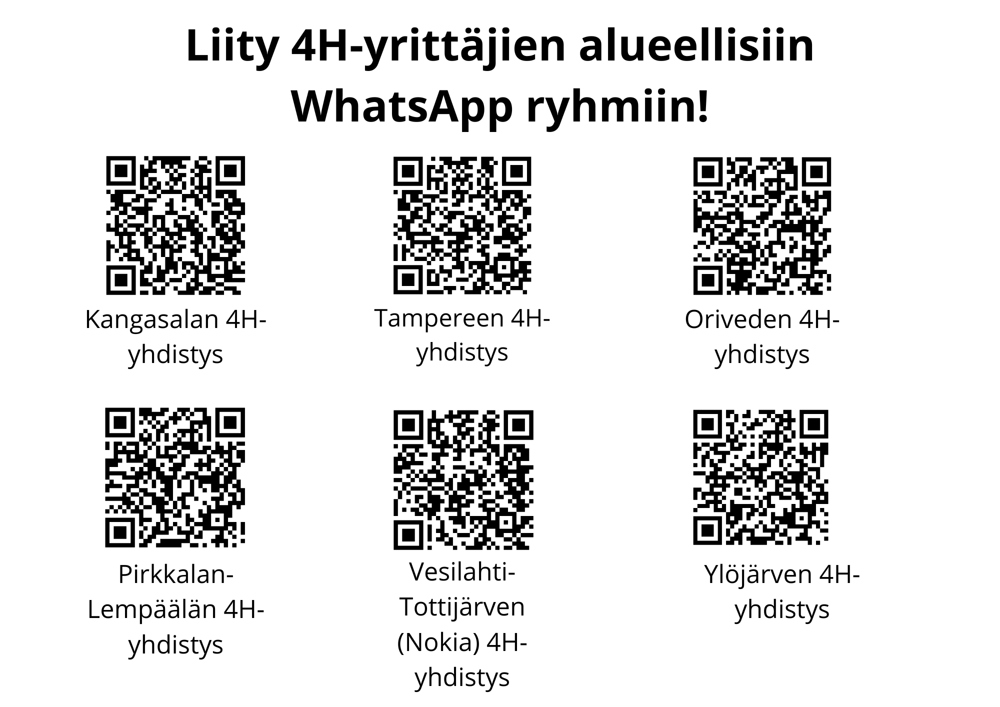 Liity 4H-yrittäjien alueellisiin
WhatsApp ryhmiin!
Kangasalan 4H-
yhdistys
Tampereen 4H-
yhdistys
Oriveden 4H-
yhdistys
Pirkkalan-
Lempäälän 4H-
yhdistys
Vesilahti-
Tottijärven
(Nokia) 4H-
yhdistys
Ylöjärven 4H-
yhdistys